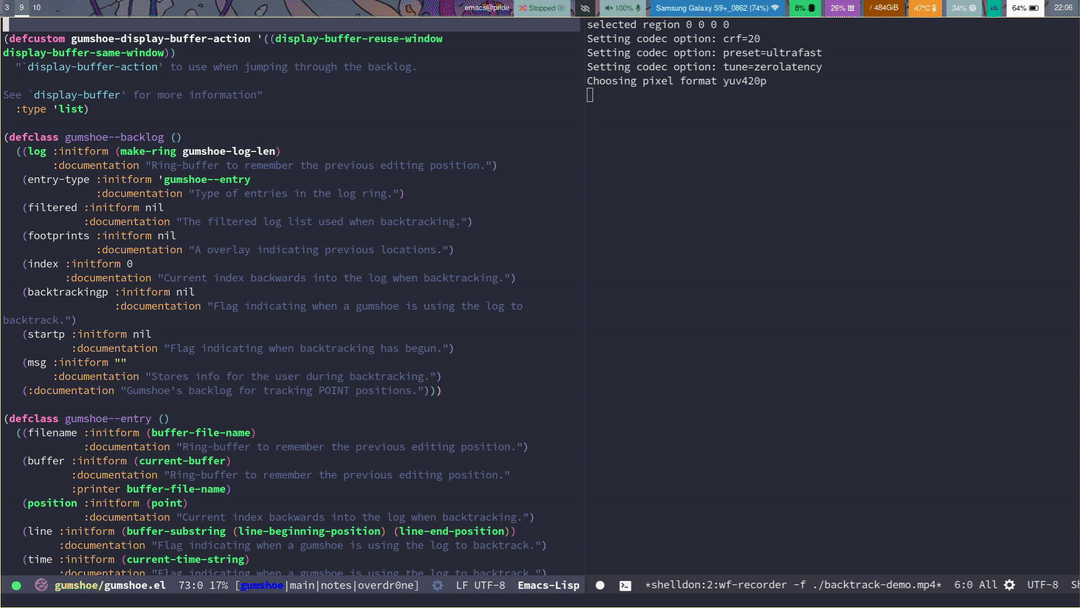 3 9 10 emacs@pride Stopped 100% Samsung Galaxy S9+_0862 (74%) 8% 26% / 484GiB 47°C 34% 64% 22:06
(defcustom gumshoe-display-buffer-action '((display-buffer-reuse-window
display-buffer-same-window))
"`display-buffer-action' to use when jumping through the backlog.
See `display-buffer' for more information"
:type 'list)
(defclass gumshoe--backlog ()
((log :initform (make-ring gumshoe-log-len)
:documentation "Ring-buffer to remember the previous editing position.")
(entry-type :initform 'gumshoe--entry
:documentation "Type of entries in the log ring.")
(filtered :initform nil
:documentation "The filtered log list used when backtracking.")
(footprints :initform nil
:documentation "A overlay indicating previous locations.")
(index :initform 0
:documentation "Current index backwards into the log when backtracking.")
(backtrackingp :initform nil
:documentation "Flag indicating when a gumshoe is using the log to
backtrack.")
(startp :initform nil
:documentation "Flag indicating when backtracking has begun.")
(msg :initform ""
:documentation "Stores info for the user during backtracking.")
(:documentation "Gumshoe's backlog for tracking POINT positions.")))
(defclass gumshoe--entry ()
((filename :initform (buffer-file-name)
:documentation "Ring-buffer to remember the previous editing position.")
(buffer :initform (current-buffer)
:documentation "Ring-buffer to remember the previous editing position."
:printer buffer-file-name)
(position :initform (point)
:documentation "Current index backwards into the log when backtracking.")
(line :initform (buffer-substring (line-beginning-position) (line-end-position))
:documentation "Flag indicating when a gumshoe is using the log to backtrack.")
(time :initform (current-time-string)
:documentation "Flag indicating when a gumshoe is using the log to backtrack.")
gumshoe/gumshoe.el 73:0 17% [gumshoe|main|notes|overdr0ne] LF UTF-8 Emacs-Lisp
selected region 0 0 0 0
Setting codec option: crf=20
Setting codec option: preset=ultrafast
Setting codec option: tune=zerolatency
Choosing pixel format yuv420p
*shelldon:2:wf-recorder -f ./backtrack-demo.mp4* 6:0 All UTF-8 Sh